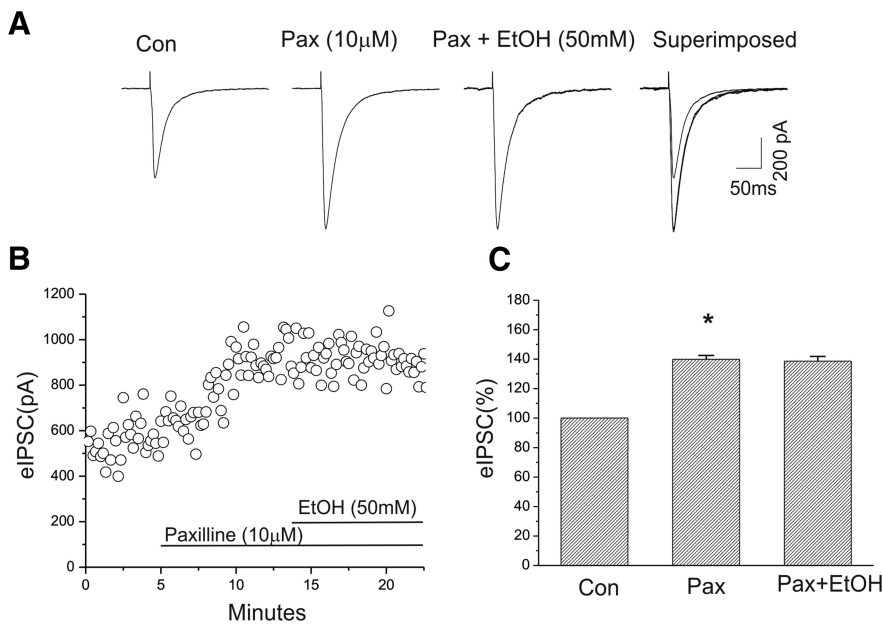 A
Con
Pax (10μM)
Pax + EtOH (50mM)
Superimposed
200 pA
50ms
B
eIPSC(pA)
1200
1000
800
600
400
200
0
EtOH (50mM)
Paxilline (10μM)
0 5 10 15 20
Minutes
C
eIPSC(%)
180
160
140
120
100
80
60
40
20
0
*
Con Pax Pax+EtOH